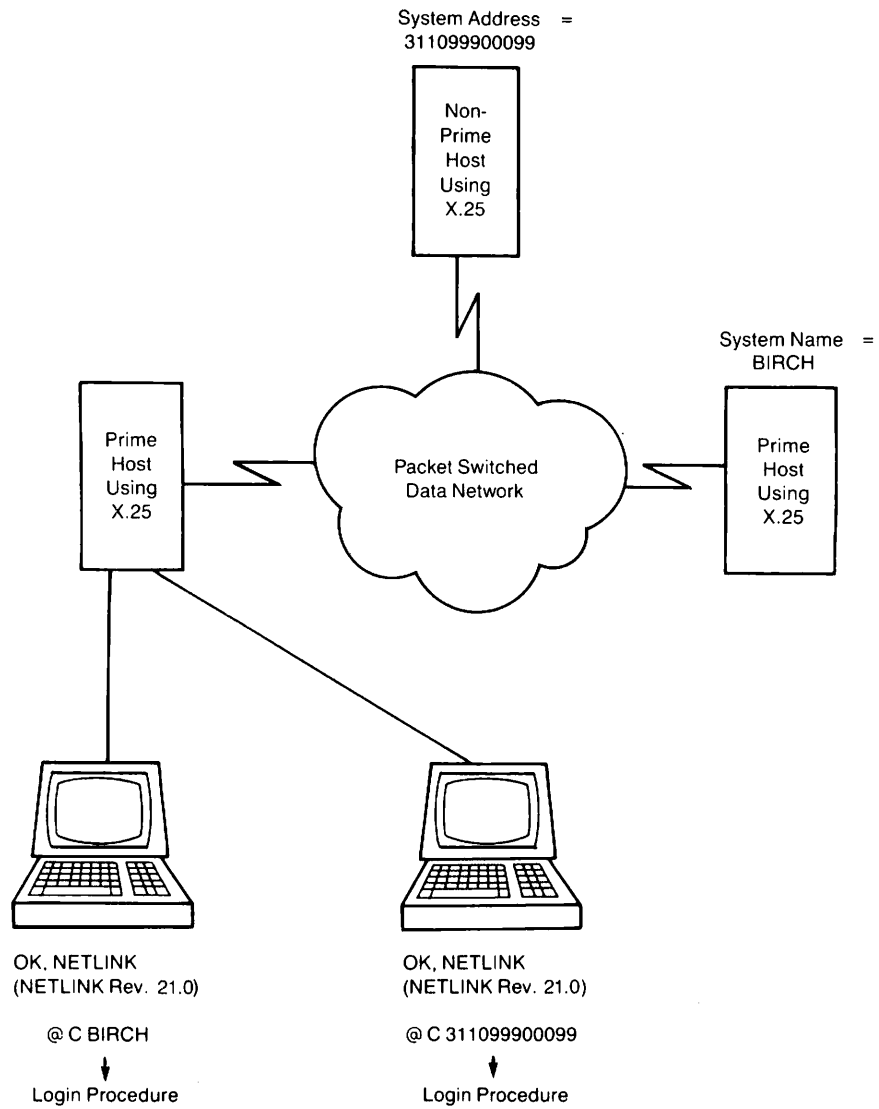 System Address =
311099900099
Non-
Prime
Host
Using
X.25
System Name =
BIRCH
Prime
Host
Using
X.25
Packet Switched
Data Network
Prime
Host
Using
X.25
OK, NETLINK
(NETLINK Rev. 21.0)
@ C BIRCH
Login Procedure
OK, NETLINK
(NETLINK Rev. 21.0)
@ C 311099900099
Login Procedure